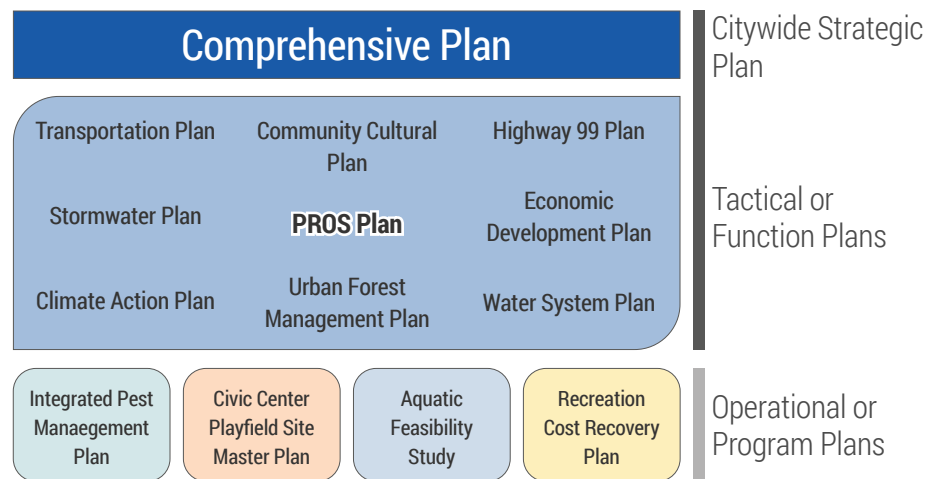 Comprehensive Plan
Citywide Strategic
Plan
Transportation Plan
Community Cultural
Plan
Highway 99 Plan
Stormwater Plan
PROS Plan
Economic
Development Plan
Climate Action Plan
Urban Forest
Management Plan
Water System Plan
Tactical or
Function Plans
Integrated Pest
Manaegement
Plan
Civic Center
Playfield Site
Master Plan
Aquatic
Feasibility
Study
Recreation
Cost Recovery
Plan
Operational or
Program Plans